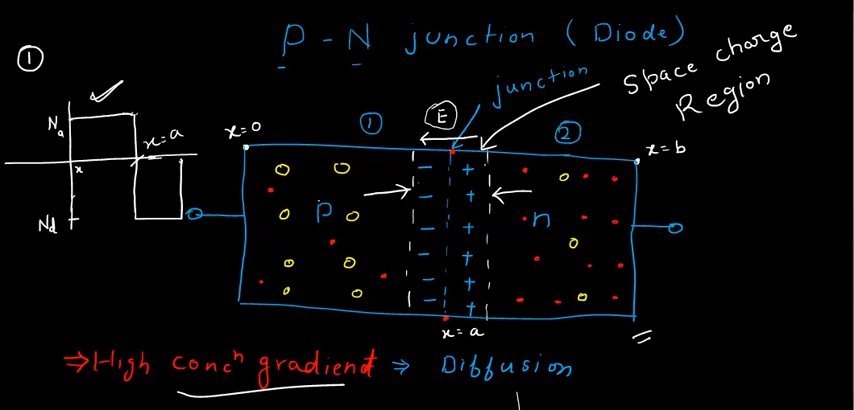 P - N junction (Diode)
①
junction
Space charge
Region
E
Na
x=a
x
Nd
x=0
①
②
x=b
P
n
- +
- +
- +
- +
- +
- +
x=a
⇒ High concⁿ gradient ⇒ Diffusion